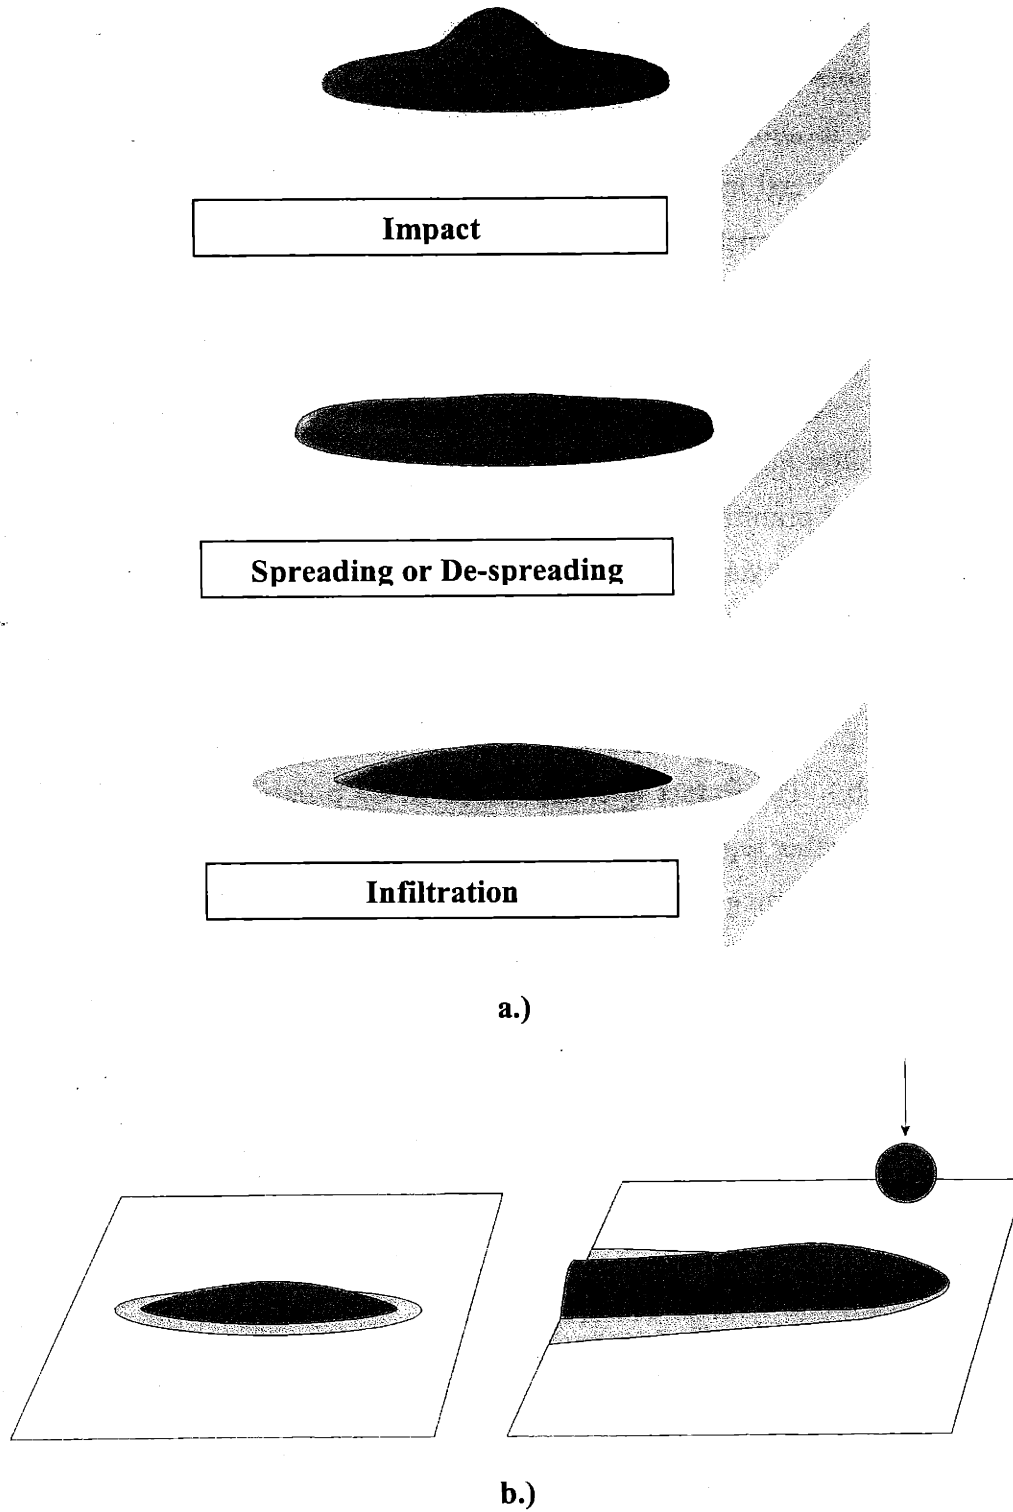 Impact
Spreading or De-spreading
Infiltration
a.)
b.)